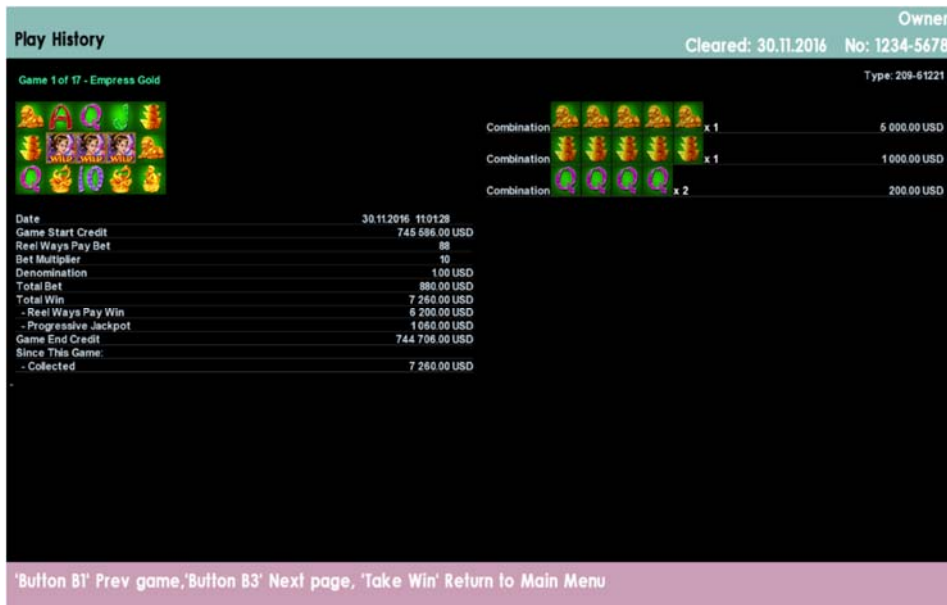 Owner
Play History
Cleared: 30.11.2016 No: 1234-5678
Game 1 of 17 - Empress Gold
Type: 209-61221
A Q J
WILD WILD WILD
Q 10
Combination x 1 5 000.00 USD
Combination x 1 1 000.00 USD
Combination Q Q Q Q x 2 200.00 USD
Date 30.11.2016 11:01:28
Game Start Credit 745 586.00 USD
Reel Ways Pay Bet 88
Bet Multiplier 10
Denomination 1.00 USD
Total Bet 880.00 USD
Total Win 7 260.00 USD
- Reel Ways Pay Win 6 200.00 USD
- Progressive Jackpot 1 060.00 USD
Game End Credit 744 706.00 USD
Since This Game:
- Collected 7 260.00 USD
'Button B1' Prev game,'Button B3' Next page, 'Take Win' Return to Main Menu